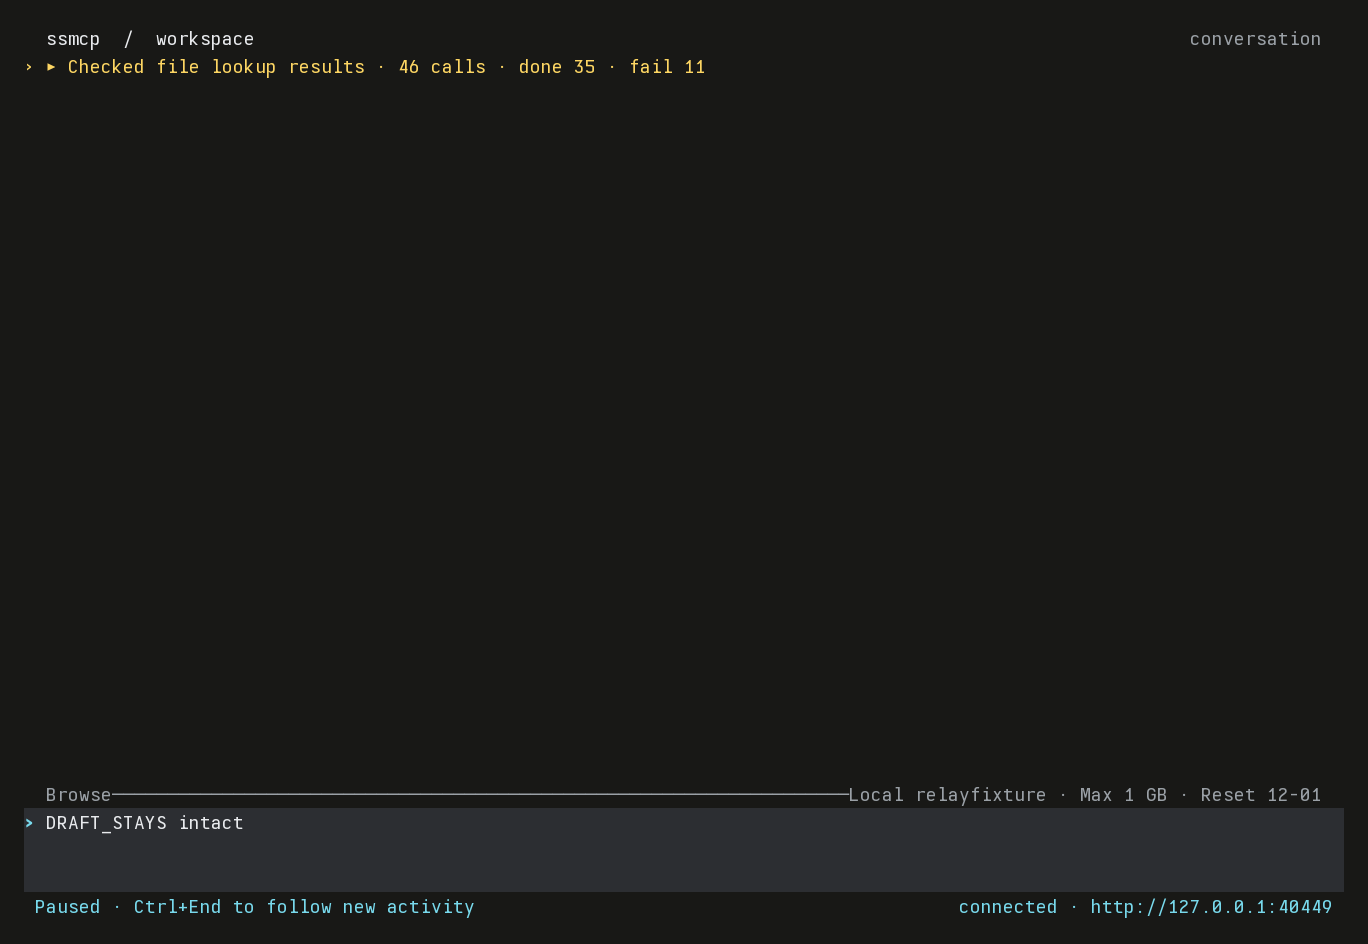 ssmcp / workspace conversation
› ▸ Checked file lookup results · 46 calls · done 35 · fail 11
Browse Local relayfixture · Max 1 GB · Reset 12-01
> DRAFT_STAYS intact
Paused · Ctrl+End to follow new activity connected · http://127.0.0.1:40449